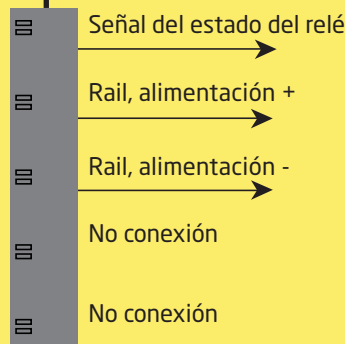 Señal del estado del relé
Rail, alimentación +
Rail, alimentación -
No conexión
No conexión